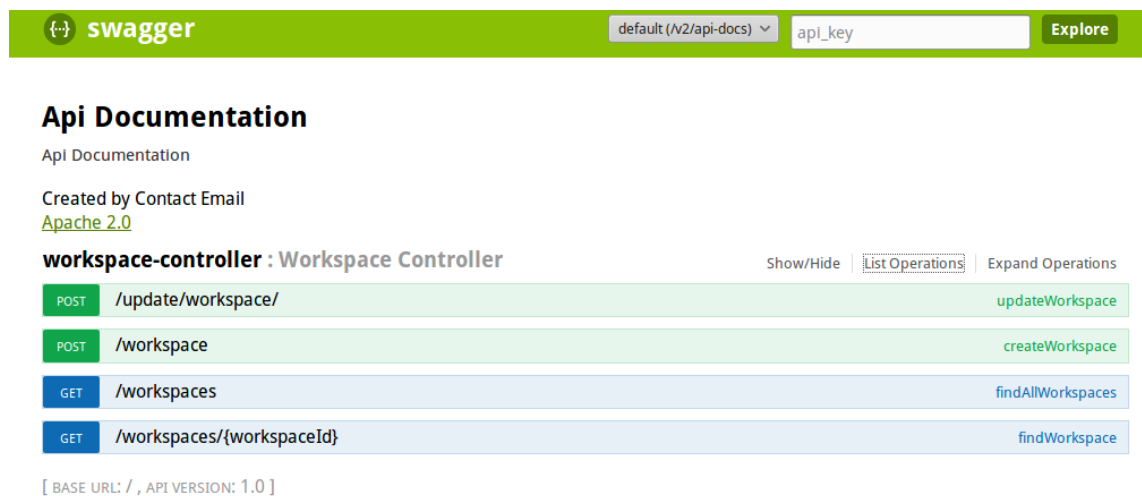 {··} swagger default (/v2/api-docs) api_key Explore
Api Documentation
Api Documentation
Created by Contact Email
Apache 2.0
workspace-controller : Workspace Controller Show/Hide List Operations Expand Operations
POST /update/workspace/ updateWorkspace
POST /workspace createWorkspace
GET /workspaces findAllWorkspaces
GET /workspaces/{workspaceId} findWorkspace
[ BASE URL: / , API VERSION: 1.0 ]